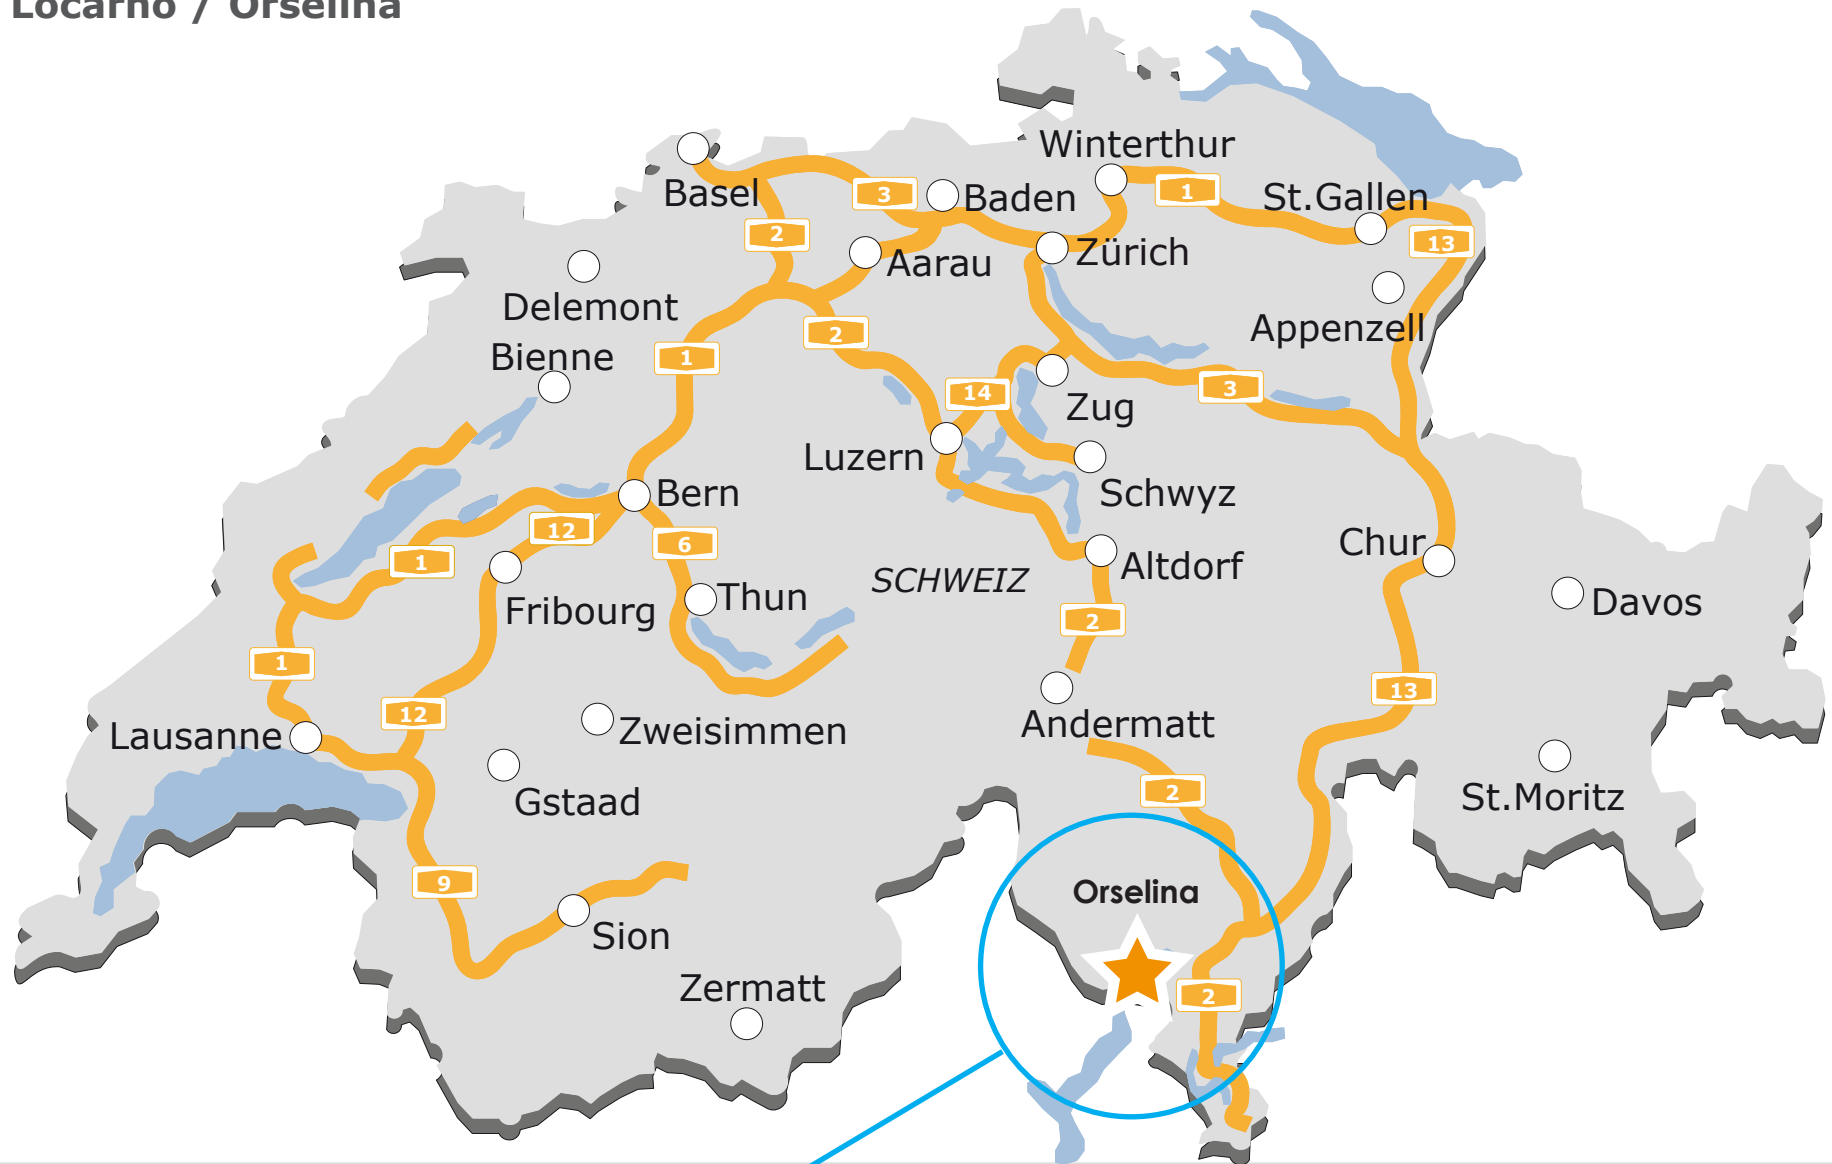 Locarno / Orselina
Winterthur
Basel
3
Baden
1
St.Gallen
2
13
Aarau
Zürich
Delemont
Appenzell
2
Bienne
1
14
3
Zug
Luzern
Bern
Schwyz
12
6
Chur
1
SCHWEIZ
Altdorf
Fribourg
Thun
Davos
2
1
13
12
Andermatt
Lausanne
Zweisimmen
2
Gstaad
St.Moritz
9
Orselina
Sion
Zermatt
2